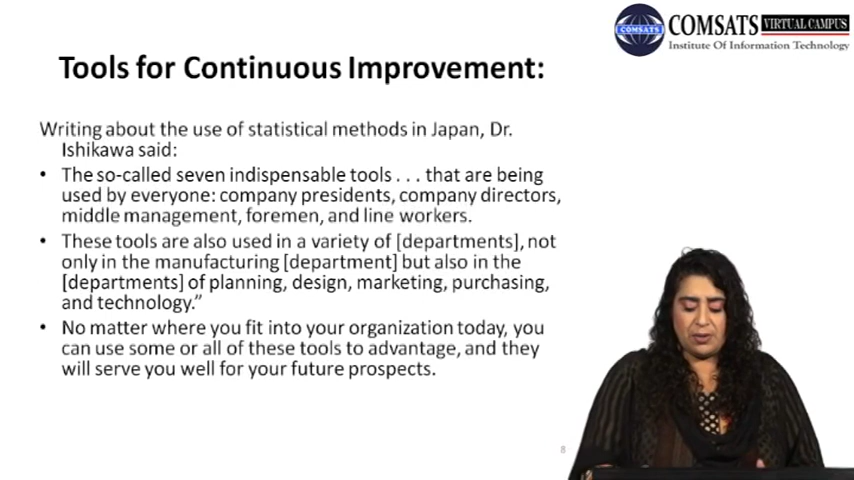 COMSATS VIRTUAL CAMPUS
COMSATS
Institute Of Information Technology
Tools for Continuous Improvement:
Writing about the use of statistical methods in Japan, Dr.
Ishikawa said:
• The so-called seven indispensable tools . . . that are being
used by everyone: company presidents, company directors,
middle management, foremen, and line workers.
• These tools are also used in a variety of [departments], not
only in the manufacturing [department] but also in the
[departments] of planning, design, marketing, purchasing,
and technology.”
• No matter where you fit into your organization today, you
can use some or all of these tools to advantage, and they
will serve you well for your future prospects.
8